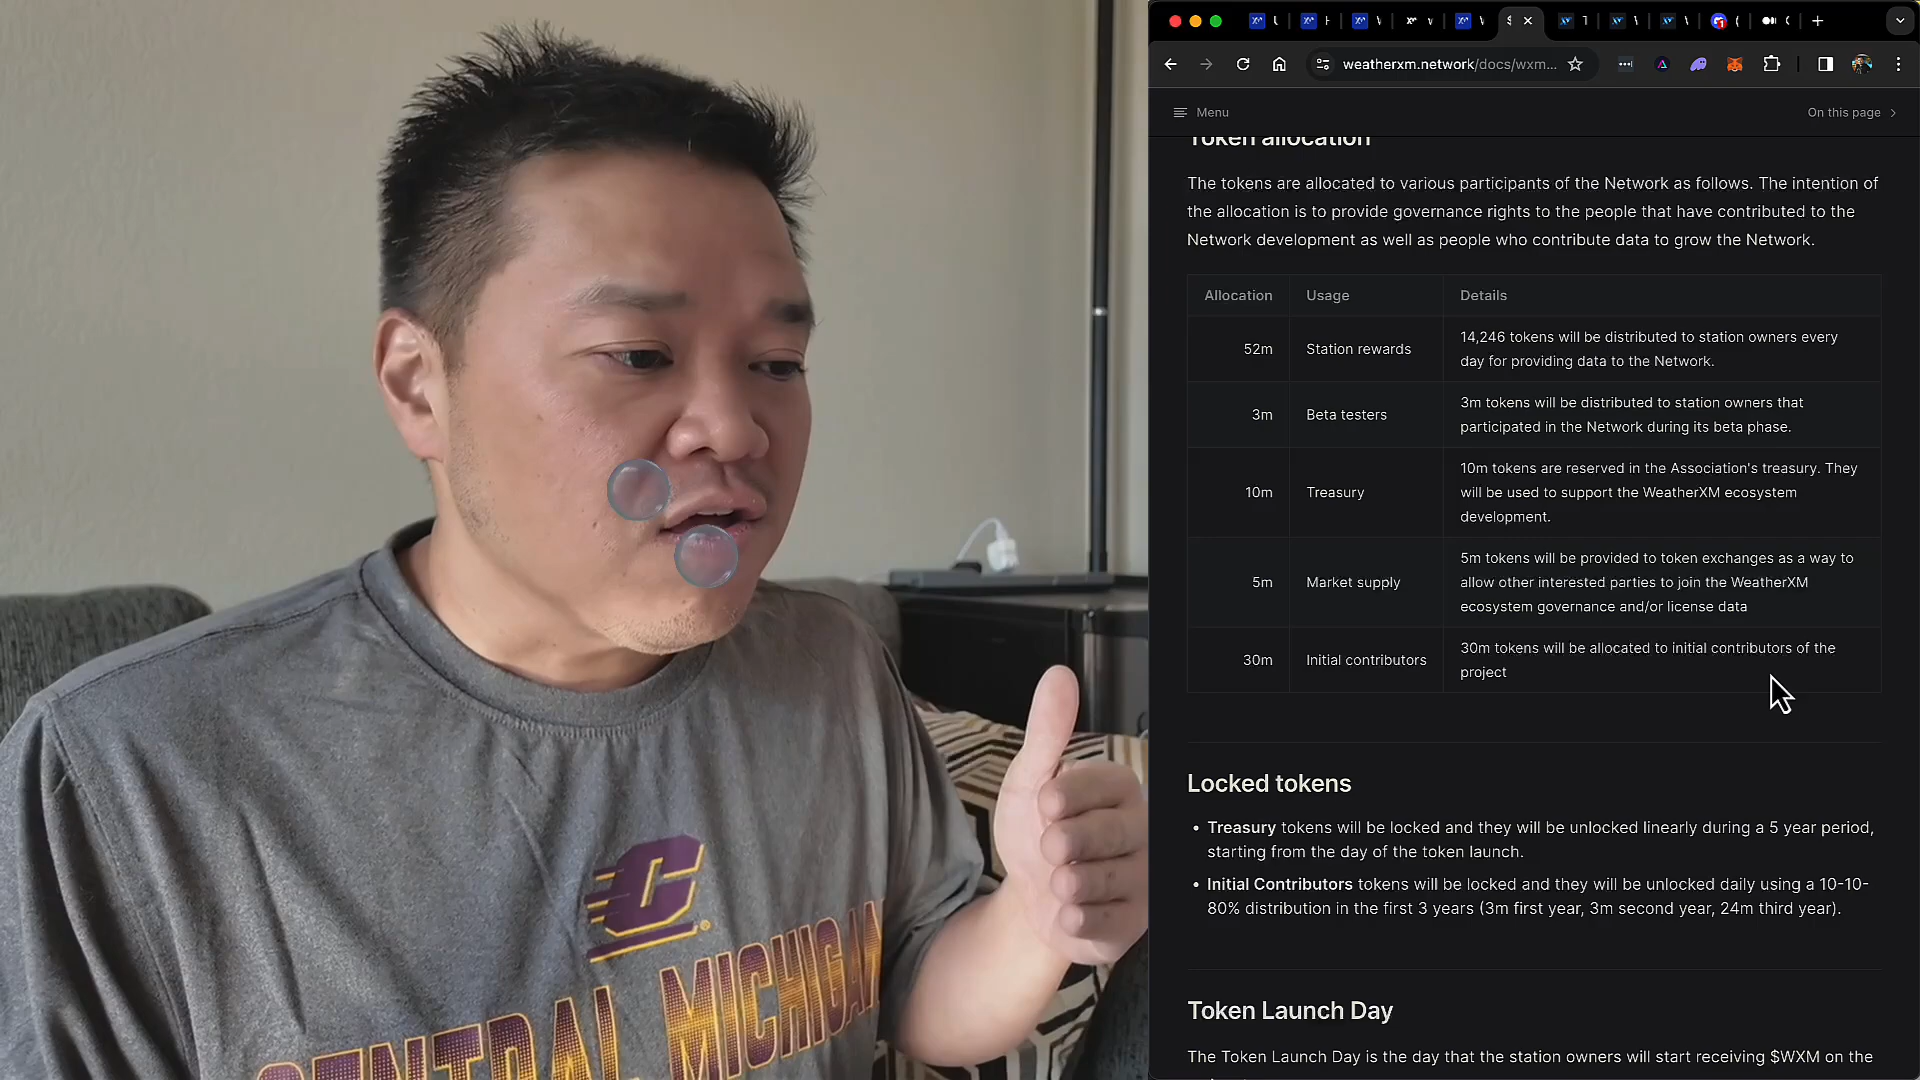 weatherxm.network/docs/wxm...
Menu
On this page
Token allocation
The tokens are allocated to various participants of the Network as follows. The intention of
the allocation is to provide governance rights to the people that have contributed to the
Network development as well as people who contribute data to grow the Network.
Allocation Usage Details
52m Station rewards 14,246 tokens will be distributed to station owners every
day for providing data to the Network.
3m Beta testers 3m tokens will be distributed to station owners that
participated in the Network during its beta phase.
10m Treasury 10m tokens are reserved in the Association's treasury. They
will be used to support the WeatherXM ecosystem
development.
5m Market supply 5m tokens will be provided to token exchanges as a way to
allow other interested parties to join the WeatherXM
ecosystem governance and/or license data
30m Initial contributors 30m tokens will be allocated to initial contributors of the
project
Locked tokens
• Treasury tokens will be locked and they will be unlocked linearly during a 5 year period,
starting from the day of the token launch.
• Initial Contributors tokens will be locked and they will be unlocked daily using a 10-10-
80% distribution in the first 3 years (3m first year, 3m second year, 24m third year).
Token Launch Day
The Token Launch Day is the day that the station owners will start receiving $WXM on the
C
CENTRAL MICHIGAN